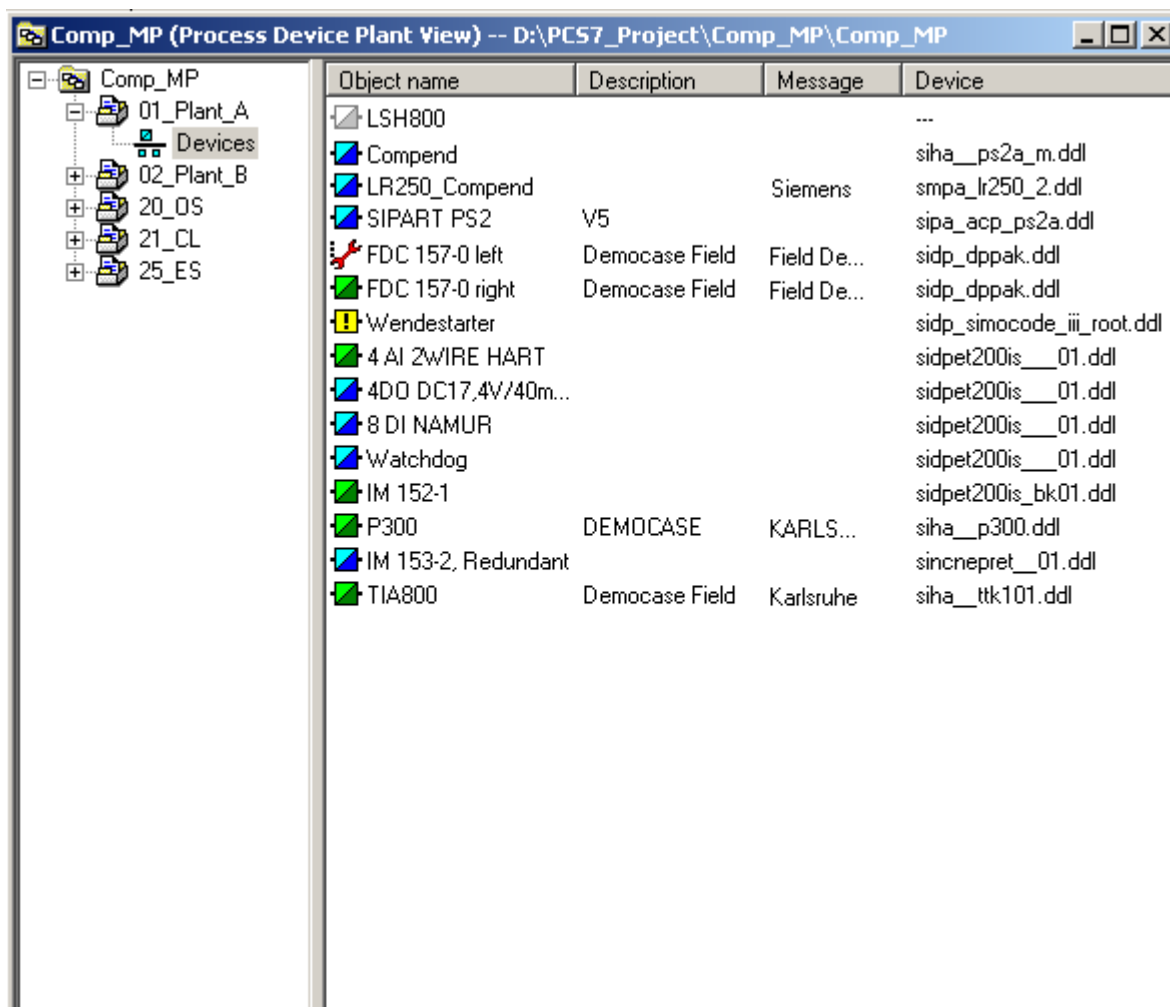 Comp_MP (Process Device Plant View) -- D:\PCS7_Project\Comp_MP\Comp_MP
Comp_MP
01_Plant_A
Devices
02_Plant_B
20_OS
21_CL
25_ES
Object name Description Message Device
LSH800 ---
Compend siha__ps2a_m.ddl
LR250_Compend Siemens smpa_lr250_2.ddl
SIPART PS2 V5 sipa_acp_ps2a.ddl
FDC 157-0 left Democase Field Field De... sidp_dppak.ddl
FDC 157-0 right Democase Field Field De... sidp_dppak.ddl
Wendestarter sidp_simocode_iii_root.ddl
4 AI 2WIRE HART sidpet200is___01.ddl
4DO DC17,4V/40m... sidpet200is___01.ddl
8 DI NAMUR sidpet200is___01.ddl
Watchdog sidpet200is___01.ddl
IM 152-1 sidpet200is_bk01.ddl
P300 DEMOCASE KARLS... siha__p300.ddl
IM 153-2, Redundant sincnepret__01.ddl
TIA800 Democase Field Karlsruhe siha__ttk101.ddl